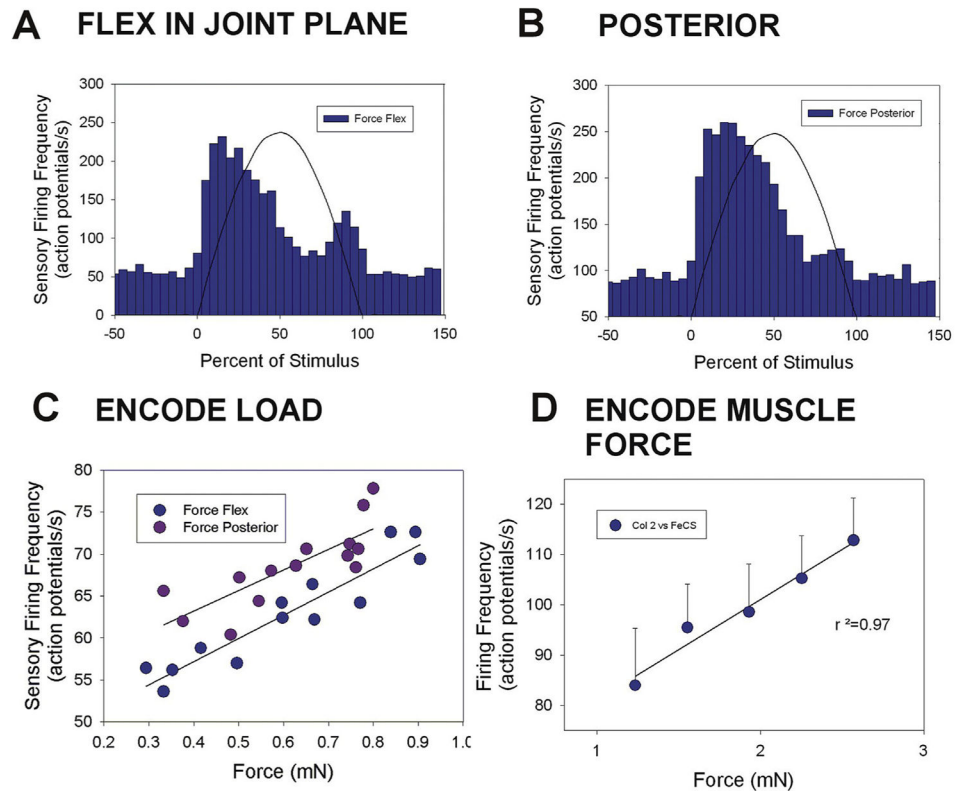 A FLEX IN JOINT PLANE
300
250
200
150
100
50
0
Sensory Firing Frequency
(action potentials/s)
Force Flex
-50 0 50 100 150
Percent of Stimulus
B POSTERIOR
300
250
200
150
100
50
Sensory Firing Frequency
(action potentials/s)
Force Posterior
-50 0 50 100 150
Percent of Stimulus
C ENCODE LOAD
80
75
70
65
60
55
50
Sensory Firing Frequency
(action potentials/s)
Force Flex
Force Posterior
0.2 0.3 0.4 0.5 0.6 0.7 0.8 0.9 1.0
Force (mN)
D ENCODE MUSCLE
FORCE
120
110
100
90
80
Firing Frequency
(action potentials/s)
Col 2 vs FeCS
r ²=0.97
1 2 3
Force (mN)